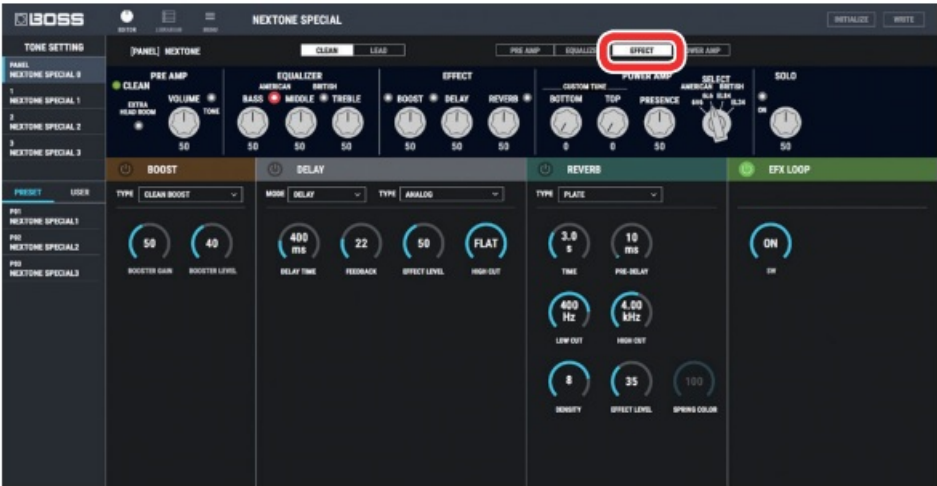 BOSS
EDITOR
LIBRARIAN
MENU
NEXTONE SPECIAL
INITIALIZE
WRITE
TONE SETTING
PANEL
NEXTONE SPECIAL 0
1
NEXTONE SPECIAL 1
2
NEXTONE SPECIAL 2
3
NEXTONE SPECIAL 3
PRESET USER
P01
NEXTONE SPECIAL1
P02
NEXTONE SPECIAL2
P03
NEXTONE SPECIAL3
[PANEL] NEXTONE
CLEAN LEAD
PRE AMP EQUALIZER EFFECT POWER AMP
PRE AMP
CLEAN
EXTRA
HEAD ROOM
VOLUME
TONE
50
EQUALIZER
AMERICAN BRITISH
BASS MIDDLE TREBLE
50 50 50
EFFECT
BOOST DELAY REVERB
50 50 50
POWER AMP
CUSTOM TUNE
BOTTOM TOP PRESENCE
0 0 50
SELECT
AMERICAN BRITISH
6V6 6L6 EL84 EL34
SOLO
ON
50
BOOST
TYPE CLEAN BOOST
50
BOOSTER GAIN
40
BOOSTER LEVEL
DELAY
MODE DELAY TYPE ANALOG
400
ms
DELAY TIME
22
FEEDBACK
50
EFFECT LEVEL
FLAT
HIGH CUT
REVERB
TYPE PLATE
3.0
s
TIME
10
ms
PRE-DELAY
400
Hz
LOW CUT
4.00
kHz
HIGH CUT
8
DENSITY
35
EFFECT LEVEL
100
SPRING COLOR
EFX LOOP
ON
SW